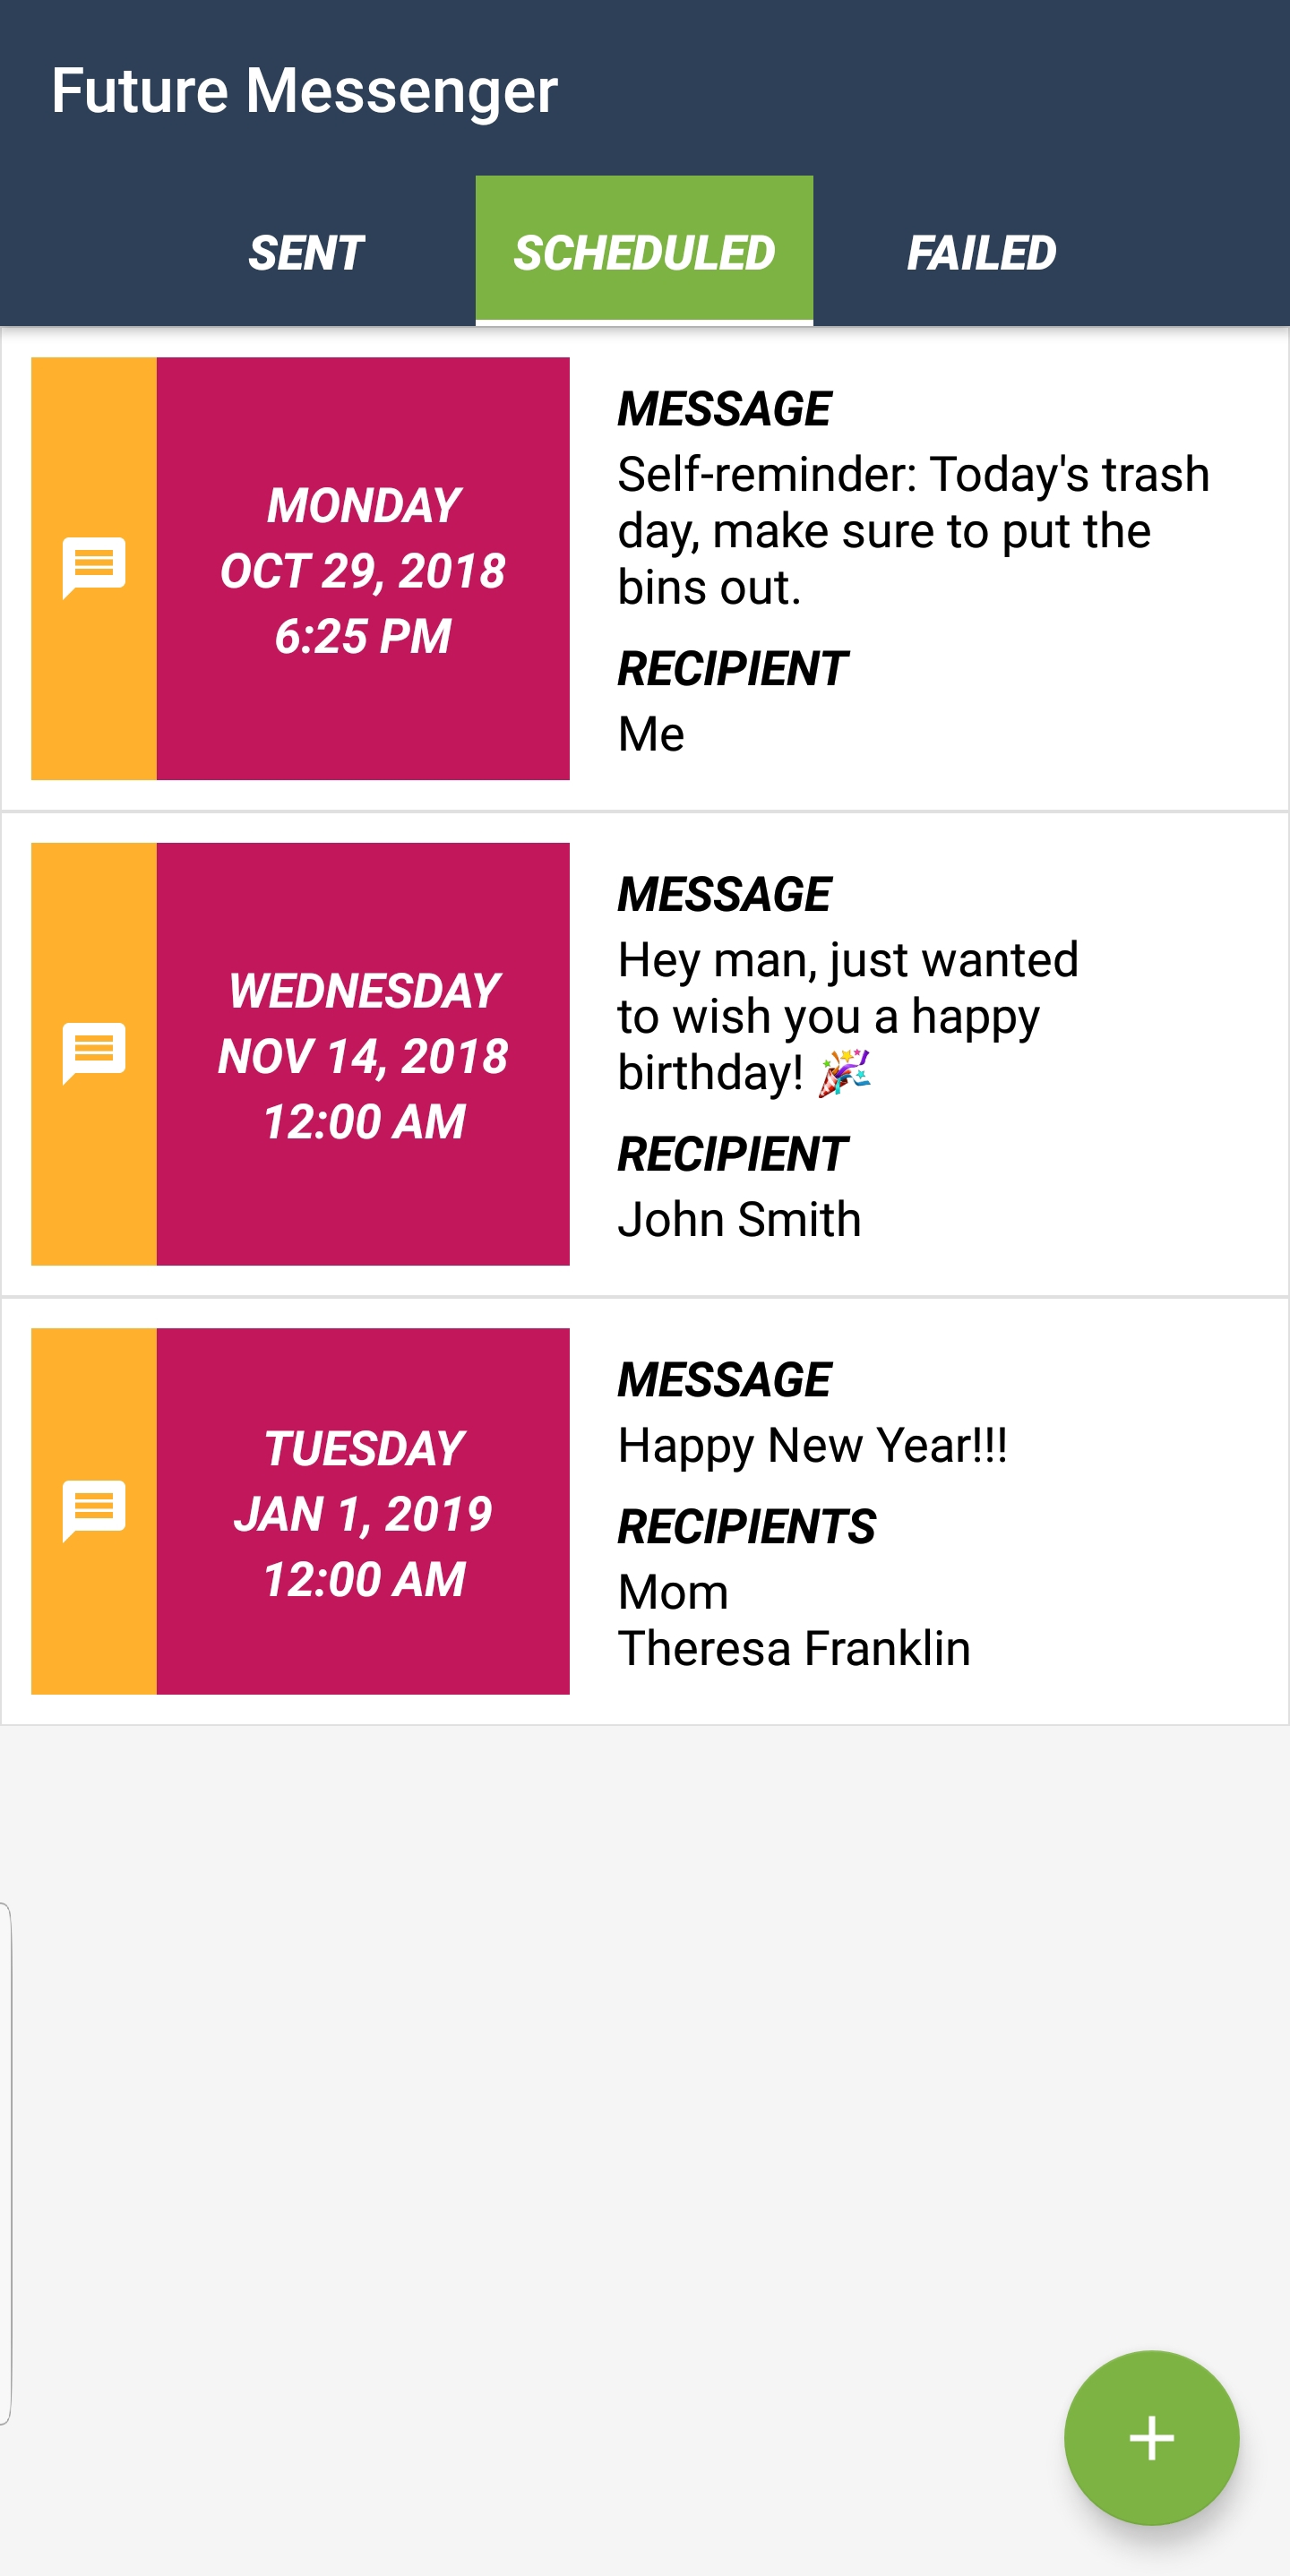 Future Messenger
SENT
SCHEDULED
FAILED
MONDAY
OCT 29, 2018
6:25 PM
MESSAGE
Self-reminder: Today's trash
day, make sure to put the
bins out.
RECIPIENT
Me
WEDNESDAY
NOV 14, 2018
12:00 AM
MESSAGE
Hey man, just wanted
to wish you a happy
birthday! 🎉
RECIPIENT
John Smith
TUESDAY
JAN 1, 2019
12:00 AM
MESSAGE
Happy New Year!!!
RECIPIENTS
Mom
Theresa Franklin